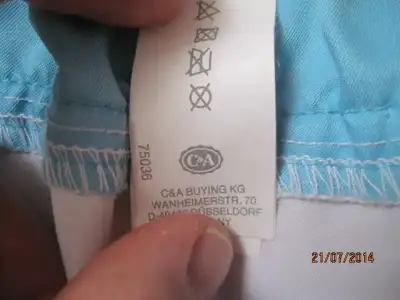 75036
C&A
C&A BUYING KG
WANHEIMERSTR. 70
DÜSSELDORF
21/07/2014